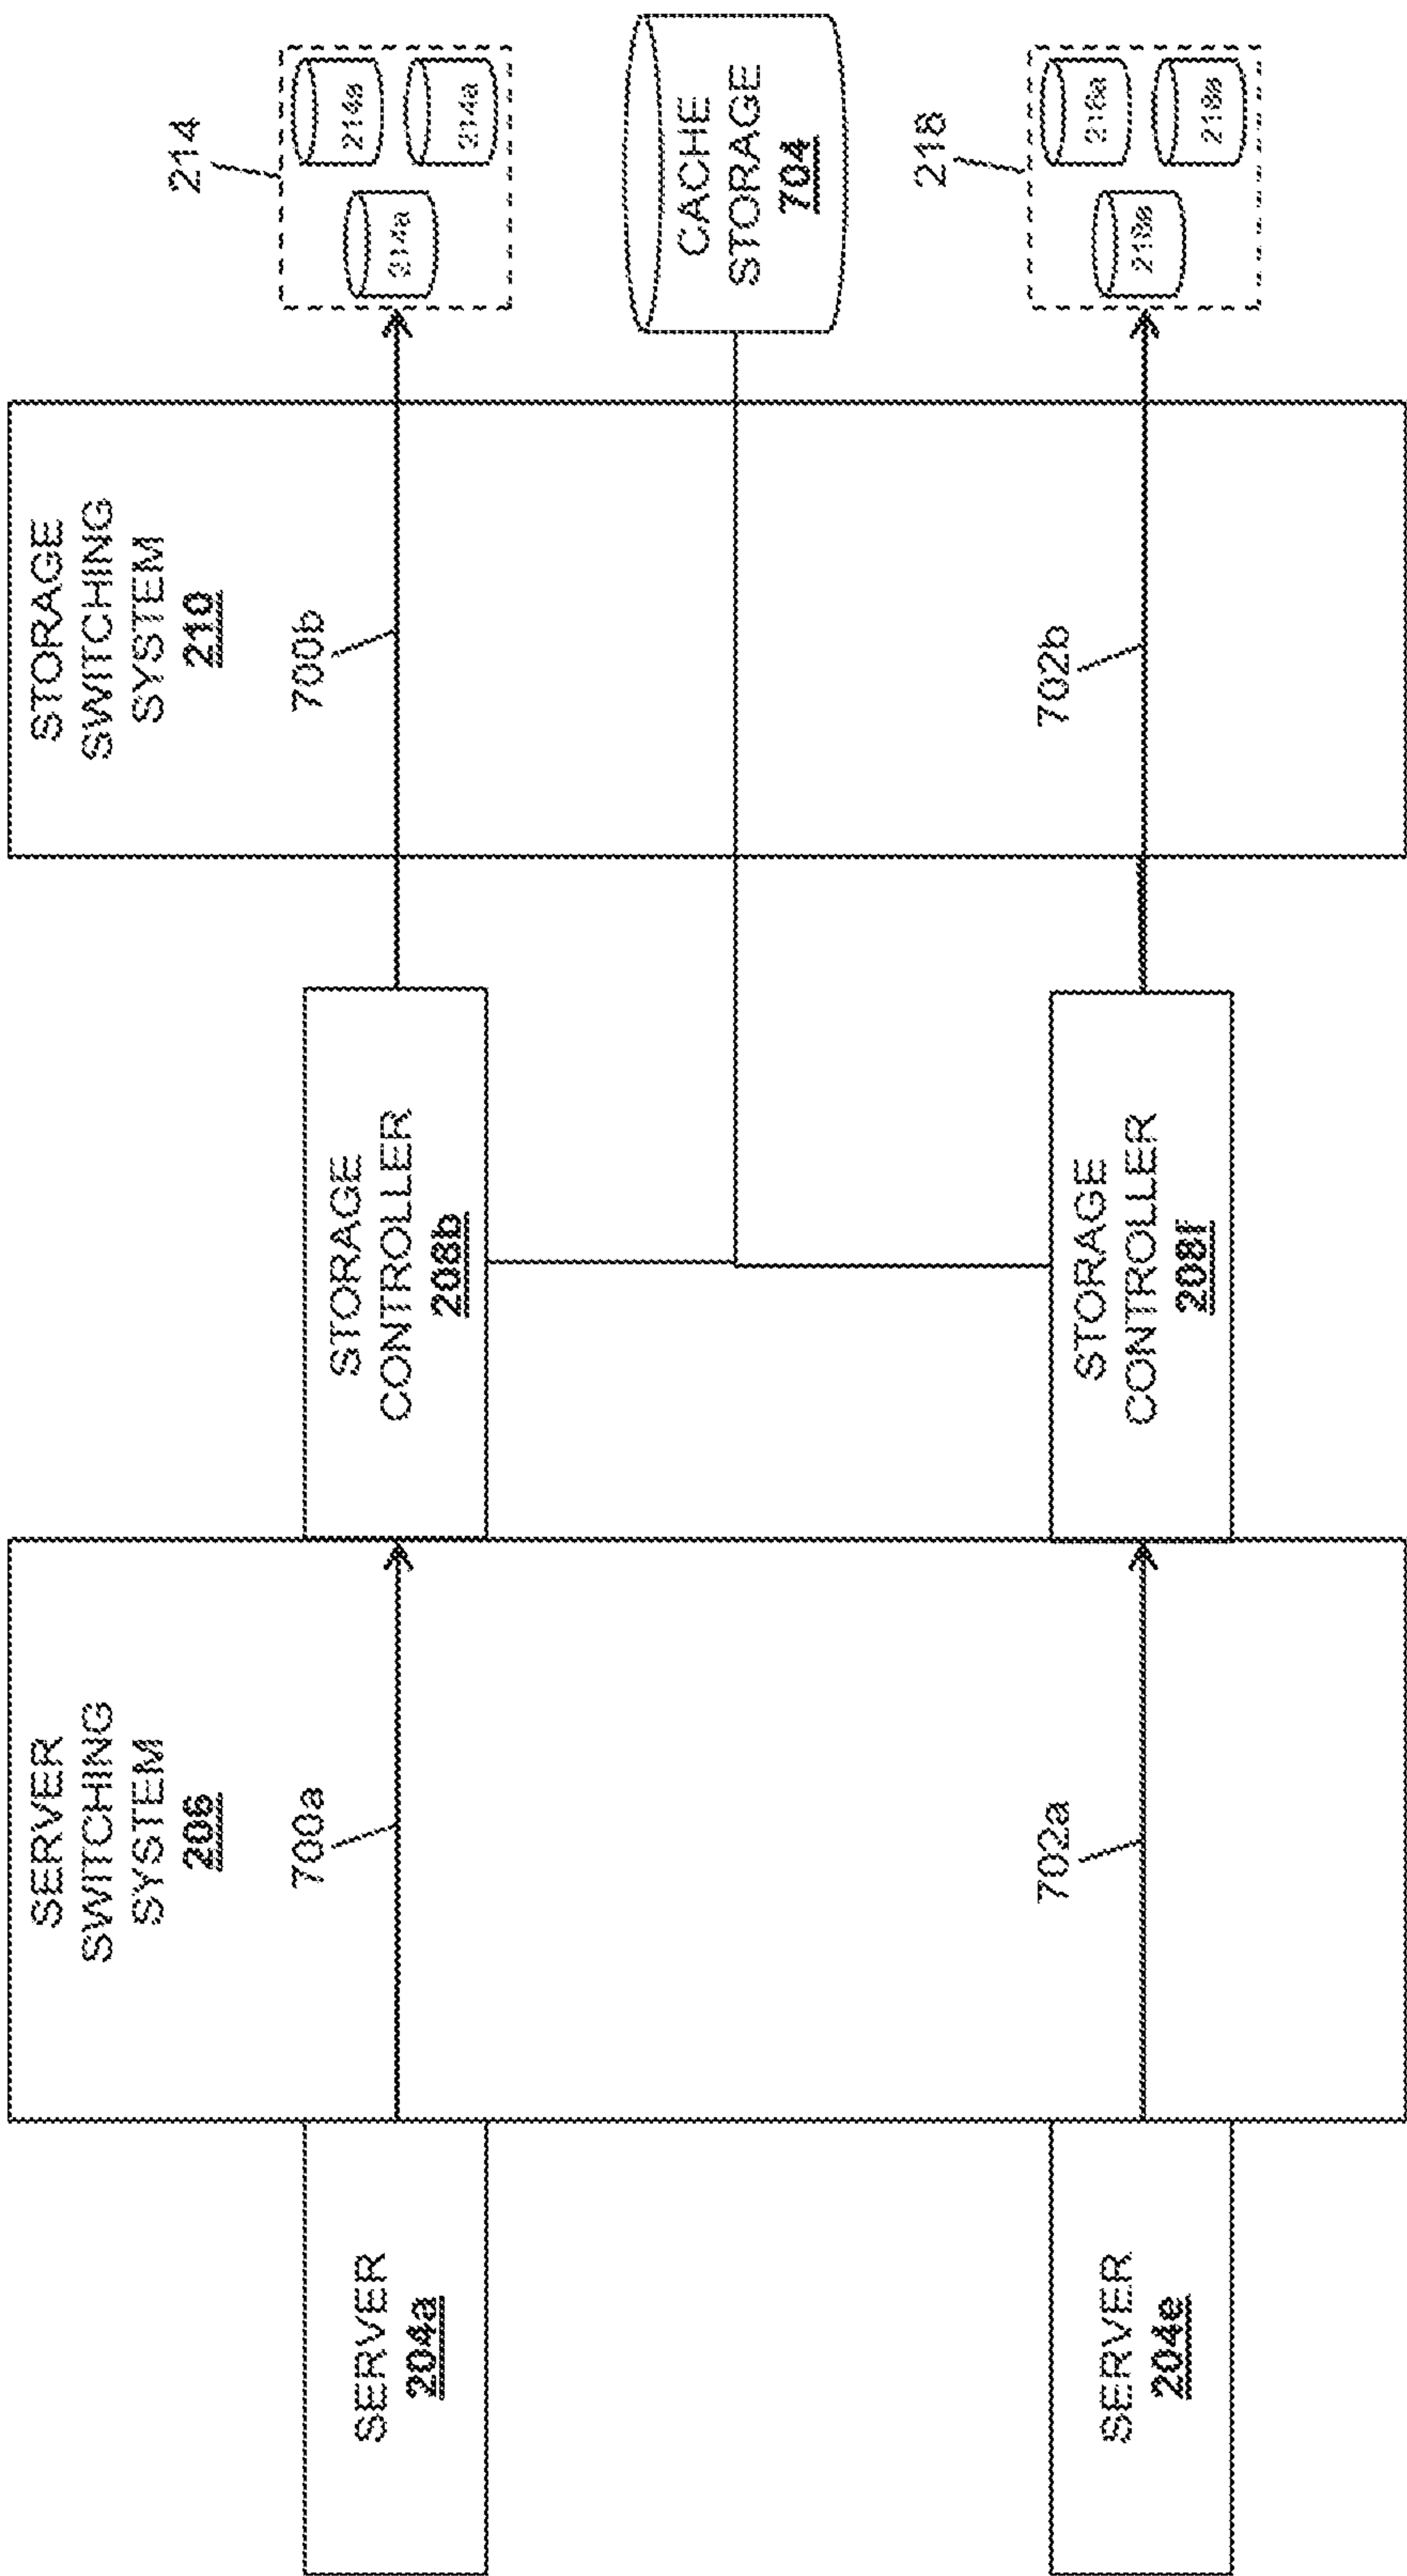 SERVER
204a
SERVER
204e
SERVER
SWITCHING
SYSTEM
206
700a
702a
STORAGE
CONTROLLER
208b
STORAGE
CONTROLLER
208f
STORAGE
SWITCHING
SYSTEM
210
700b
702b
214
214a
214a
214a
CACHE
STORAGE
704
218
218a
218a
218a